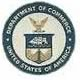 DEPARTMENT OF COMMERCE
UNITED STATES OF AMERICA